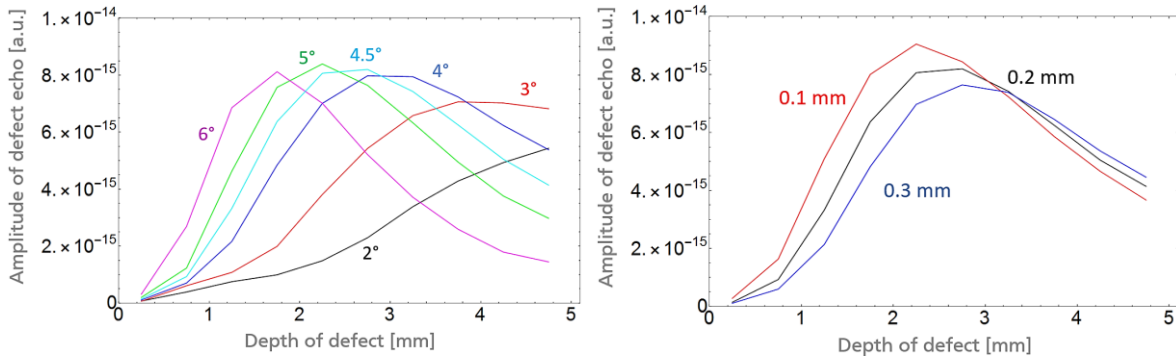 Amplitude of defect echo [a.u.]
1. × 10⁻¹⁴
8. × 10⁻¹⁵
6. × 10⁻¹⁵
4. × 10⁻¹⁵
2. × 10⁻¹⁵
0
0 1 2 3 4 5
Depth of defect [mm]
6°
5°
4.5°
4°
3°
2°
Amplitude of defect echo [a.u.]
1. × 10⁻¹⁴
8. × 10⁻¹⁵
6. × 10⁻¹⁵
4. × 10⁻¹⁵
2. × 10⁻¹⁵
0
0 1 2 3 4 5
Depth of defect [mm]
0.1 mm
0.2 mm
0.3 mm